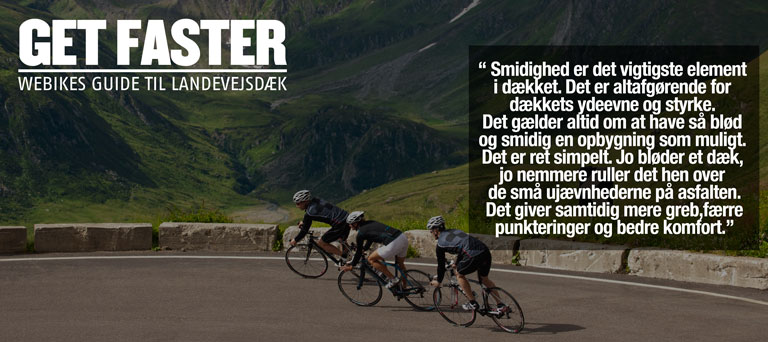 GET FASTER
WEBIKES GUIDE TIL LANDEVEJSDÆK
“ Smidighed er det vigtigste element
i dækket. Det er altafgørende for
dækkets ydeevne og styrke.
Det gælder altid om at have så blød
og smidig en opbygning som muligt.
Det er ret simpelt. Jo bløder et dæk,
jo nemmere ruller det hen over
de små ujævnhederne på asfalten.
Det giver samtidig mere greb,færre
punkteringer og bedre komfort.”